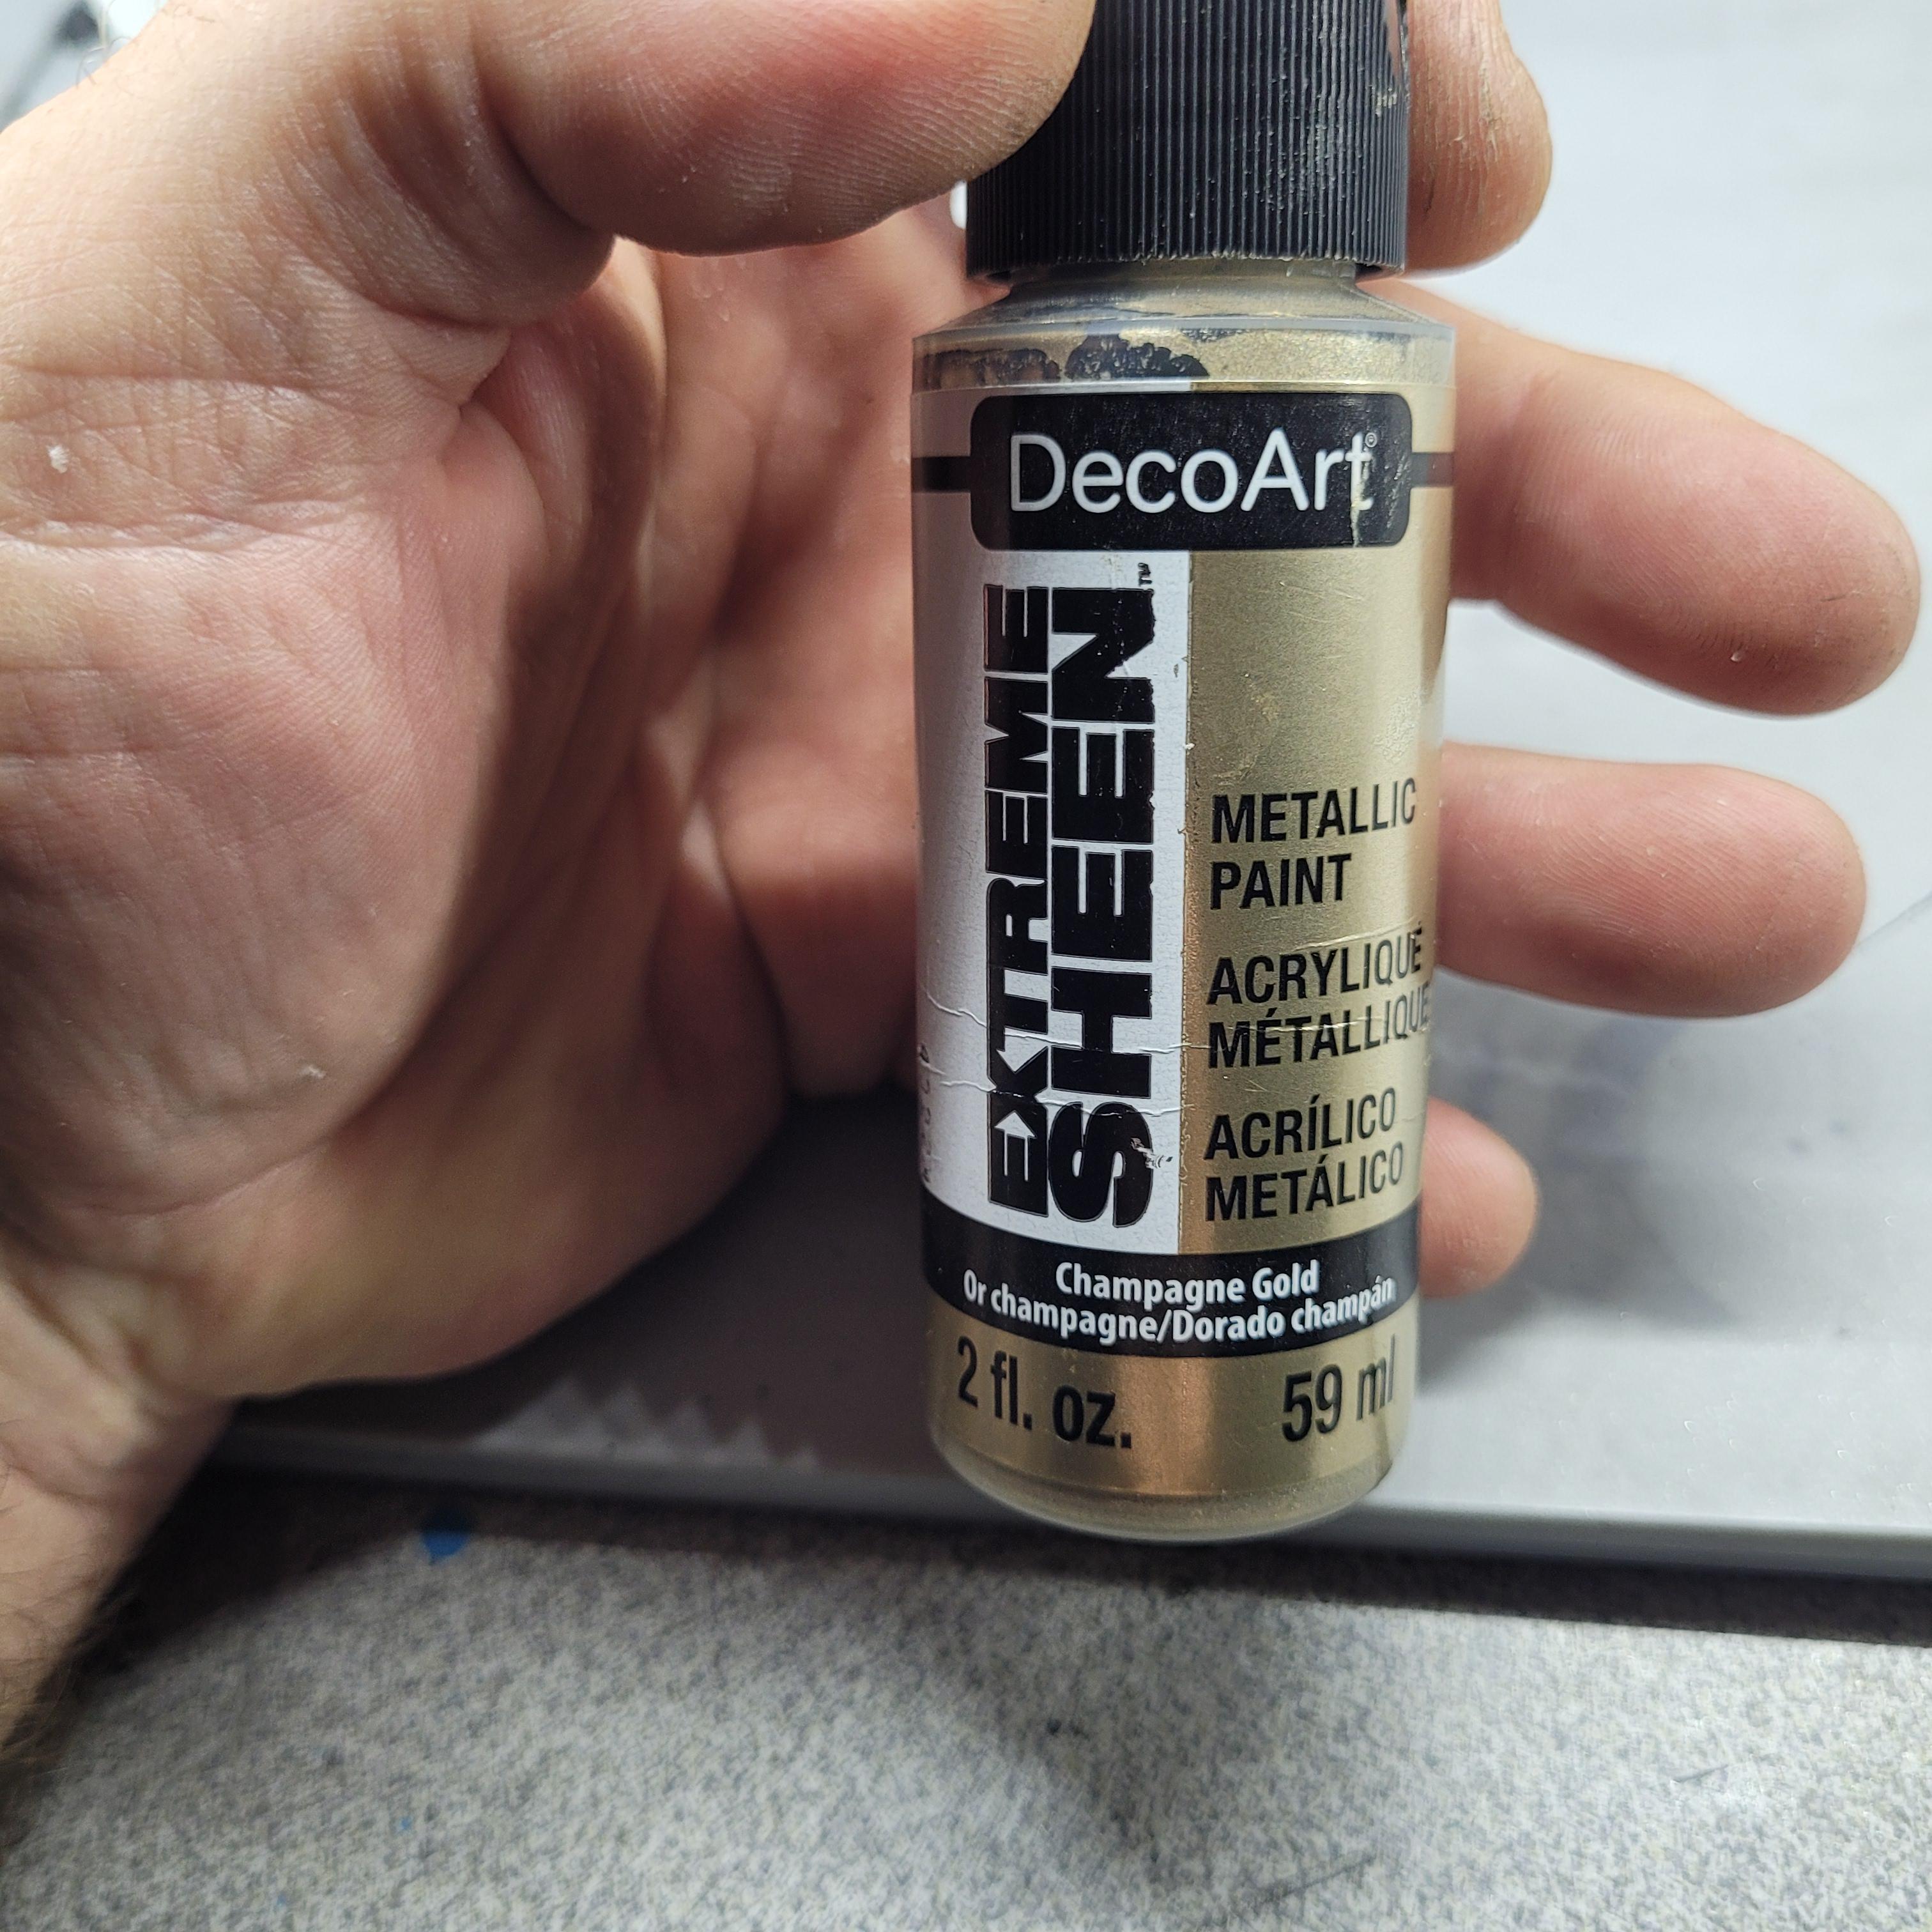 DecoArt®
EXTREME
SHEEN™
METALLIC
PAINT
ACRYLIQUE
MÉTALLIQUE
ACRÍLICO
METÁLICO
Champagne Gold
Or champagne/Dorado champán
2 fl. oz. 59 ml